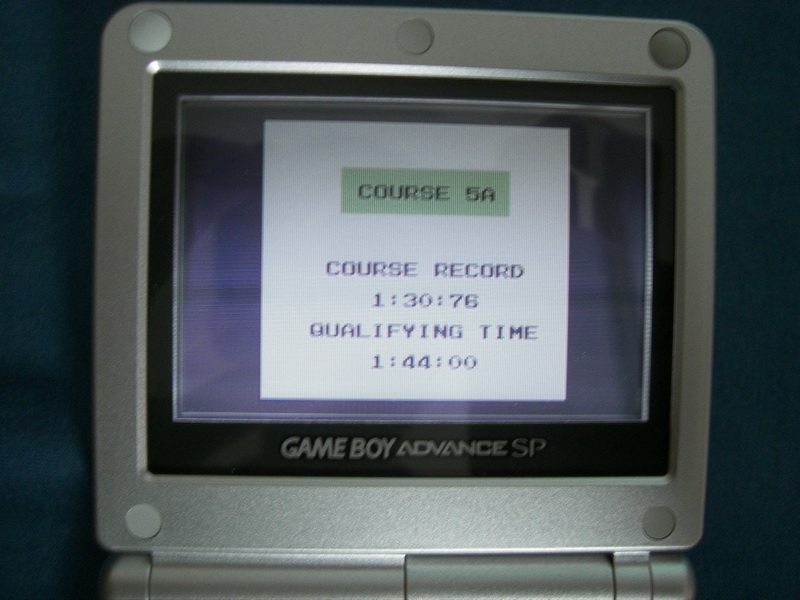 COURSE 5A
COURSE RECORD
1:30:76
QUALIFYING TIME
1:44:00
GAME BOY ADVANCE SP